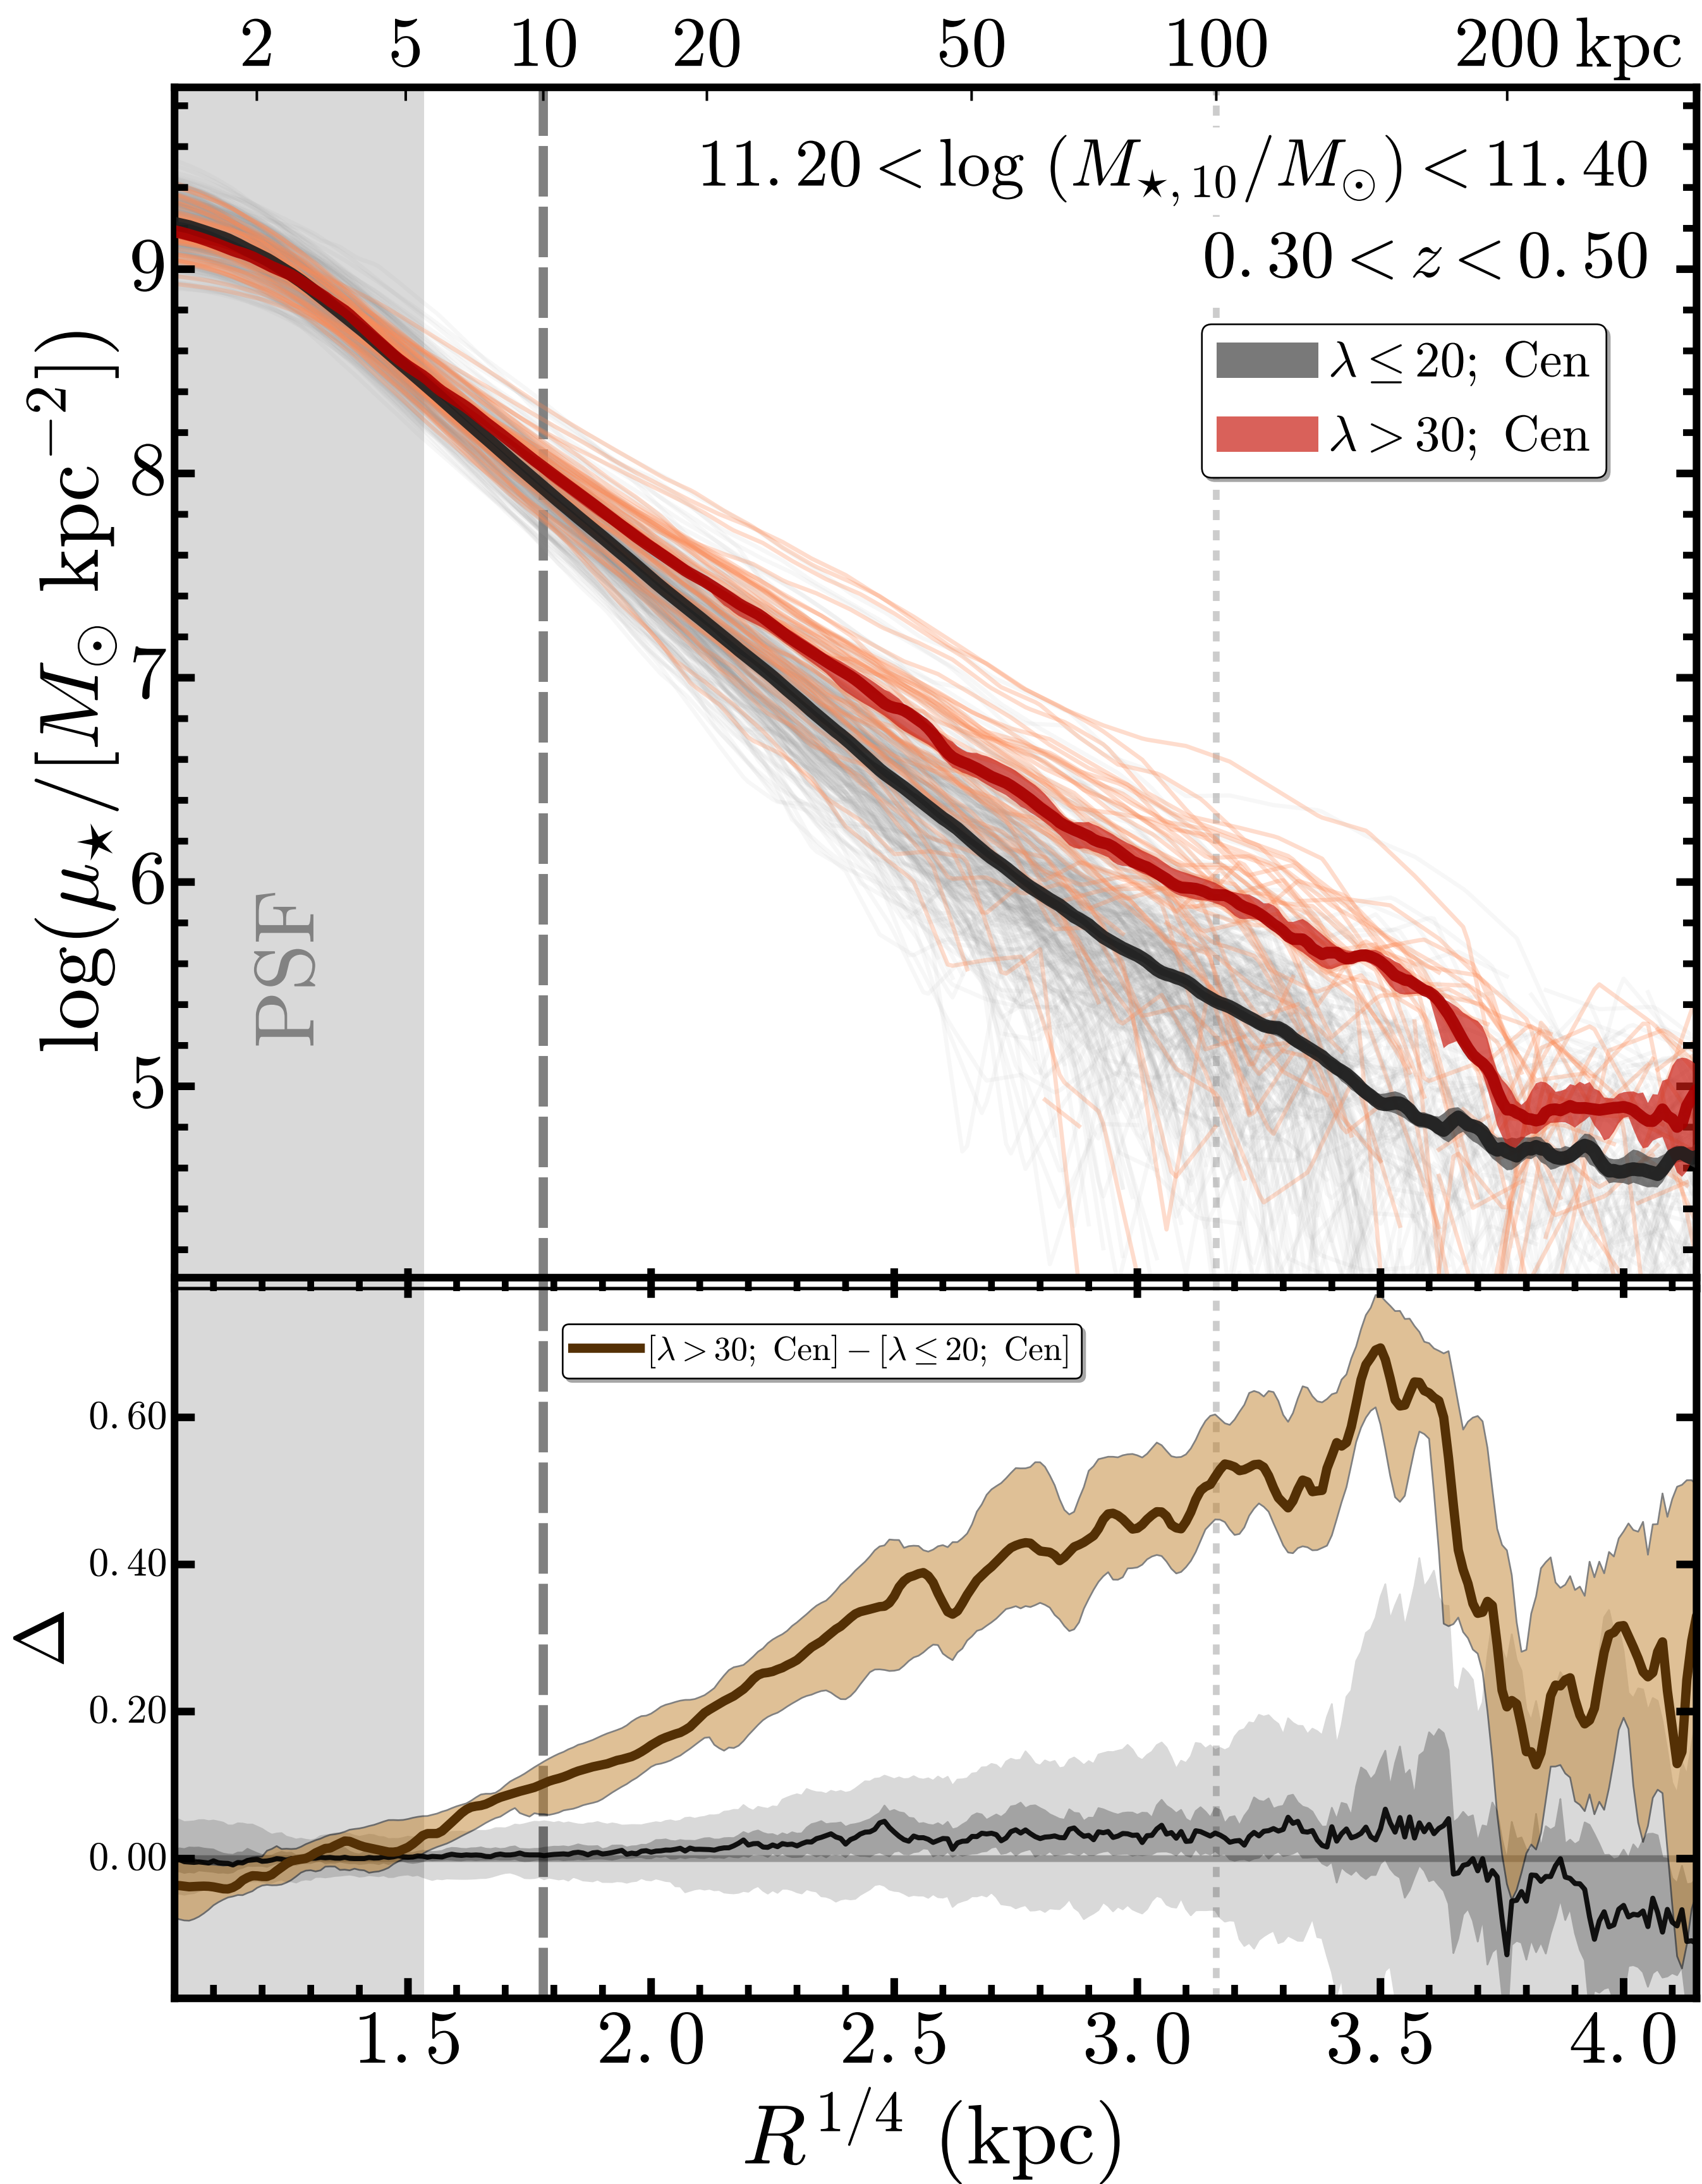 2 5 10 20 50 100 200 kpc
11.20 < log (M⋆,10/M⊙) < 11.40
0.30 < z < 0.50
λ ≤ 20; Cen
λ > 30; Cen
log(μ⋆/[M⊙ kpc⁻²])
9
8
7
6
5
PSF
[λ > 30; Cen] − [λ ≤ 20; Cen]
Δ
0.60
0.40
0.20
0.00
1.5 2.0 2.5 3.0 3.5 4.0
R^1/4 (kpc)